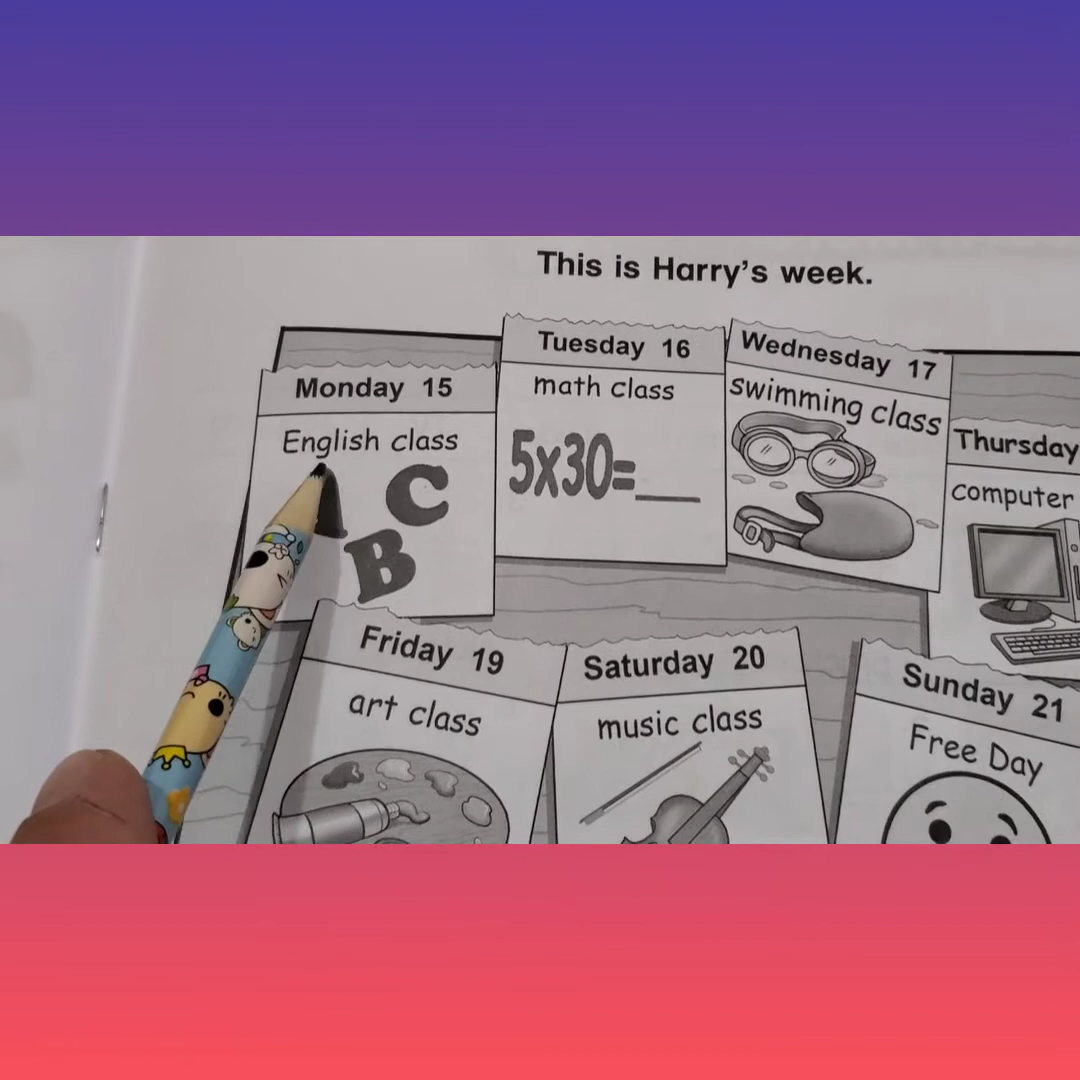 This is Harry's week.
Monday 15
English class
A
C
B
Tuesday 16
math class
5x30=___
Wednesday 17
swimming class
Thursday
computer
Friday 19
art class
Saturday 20
music class
Sunday 21
Free Day